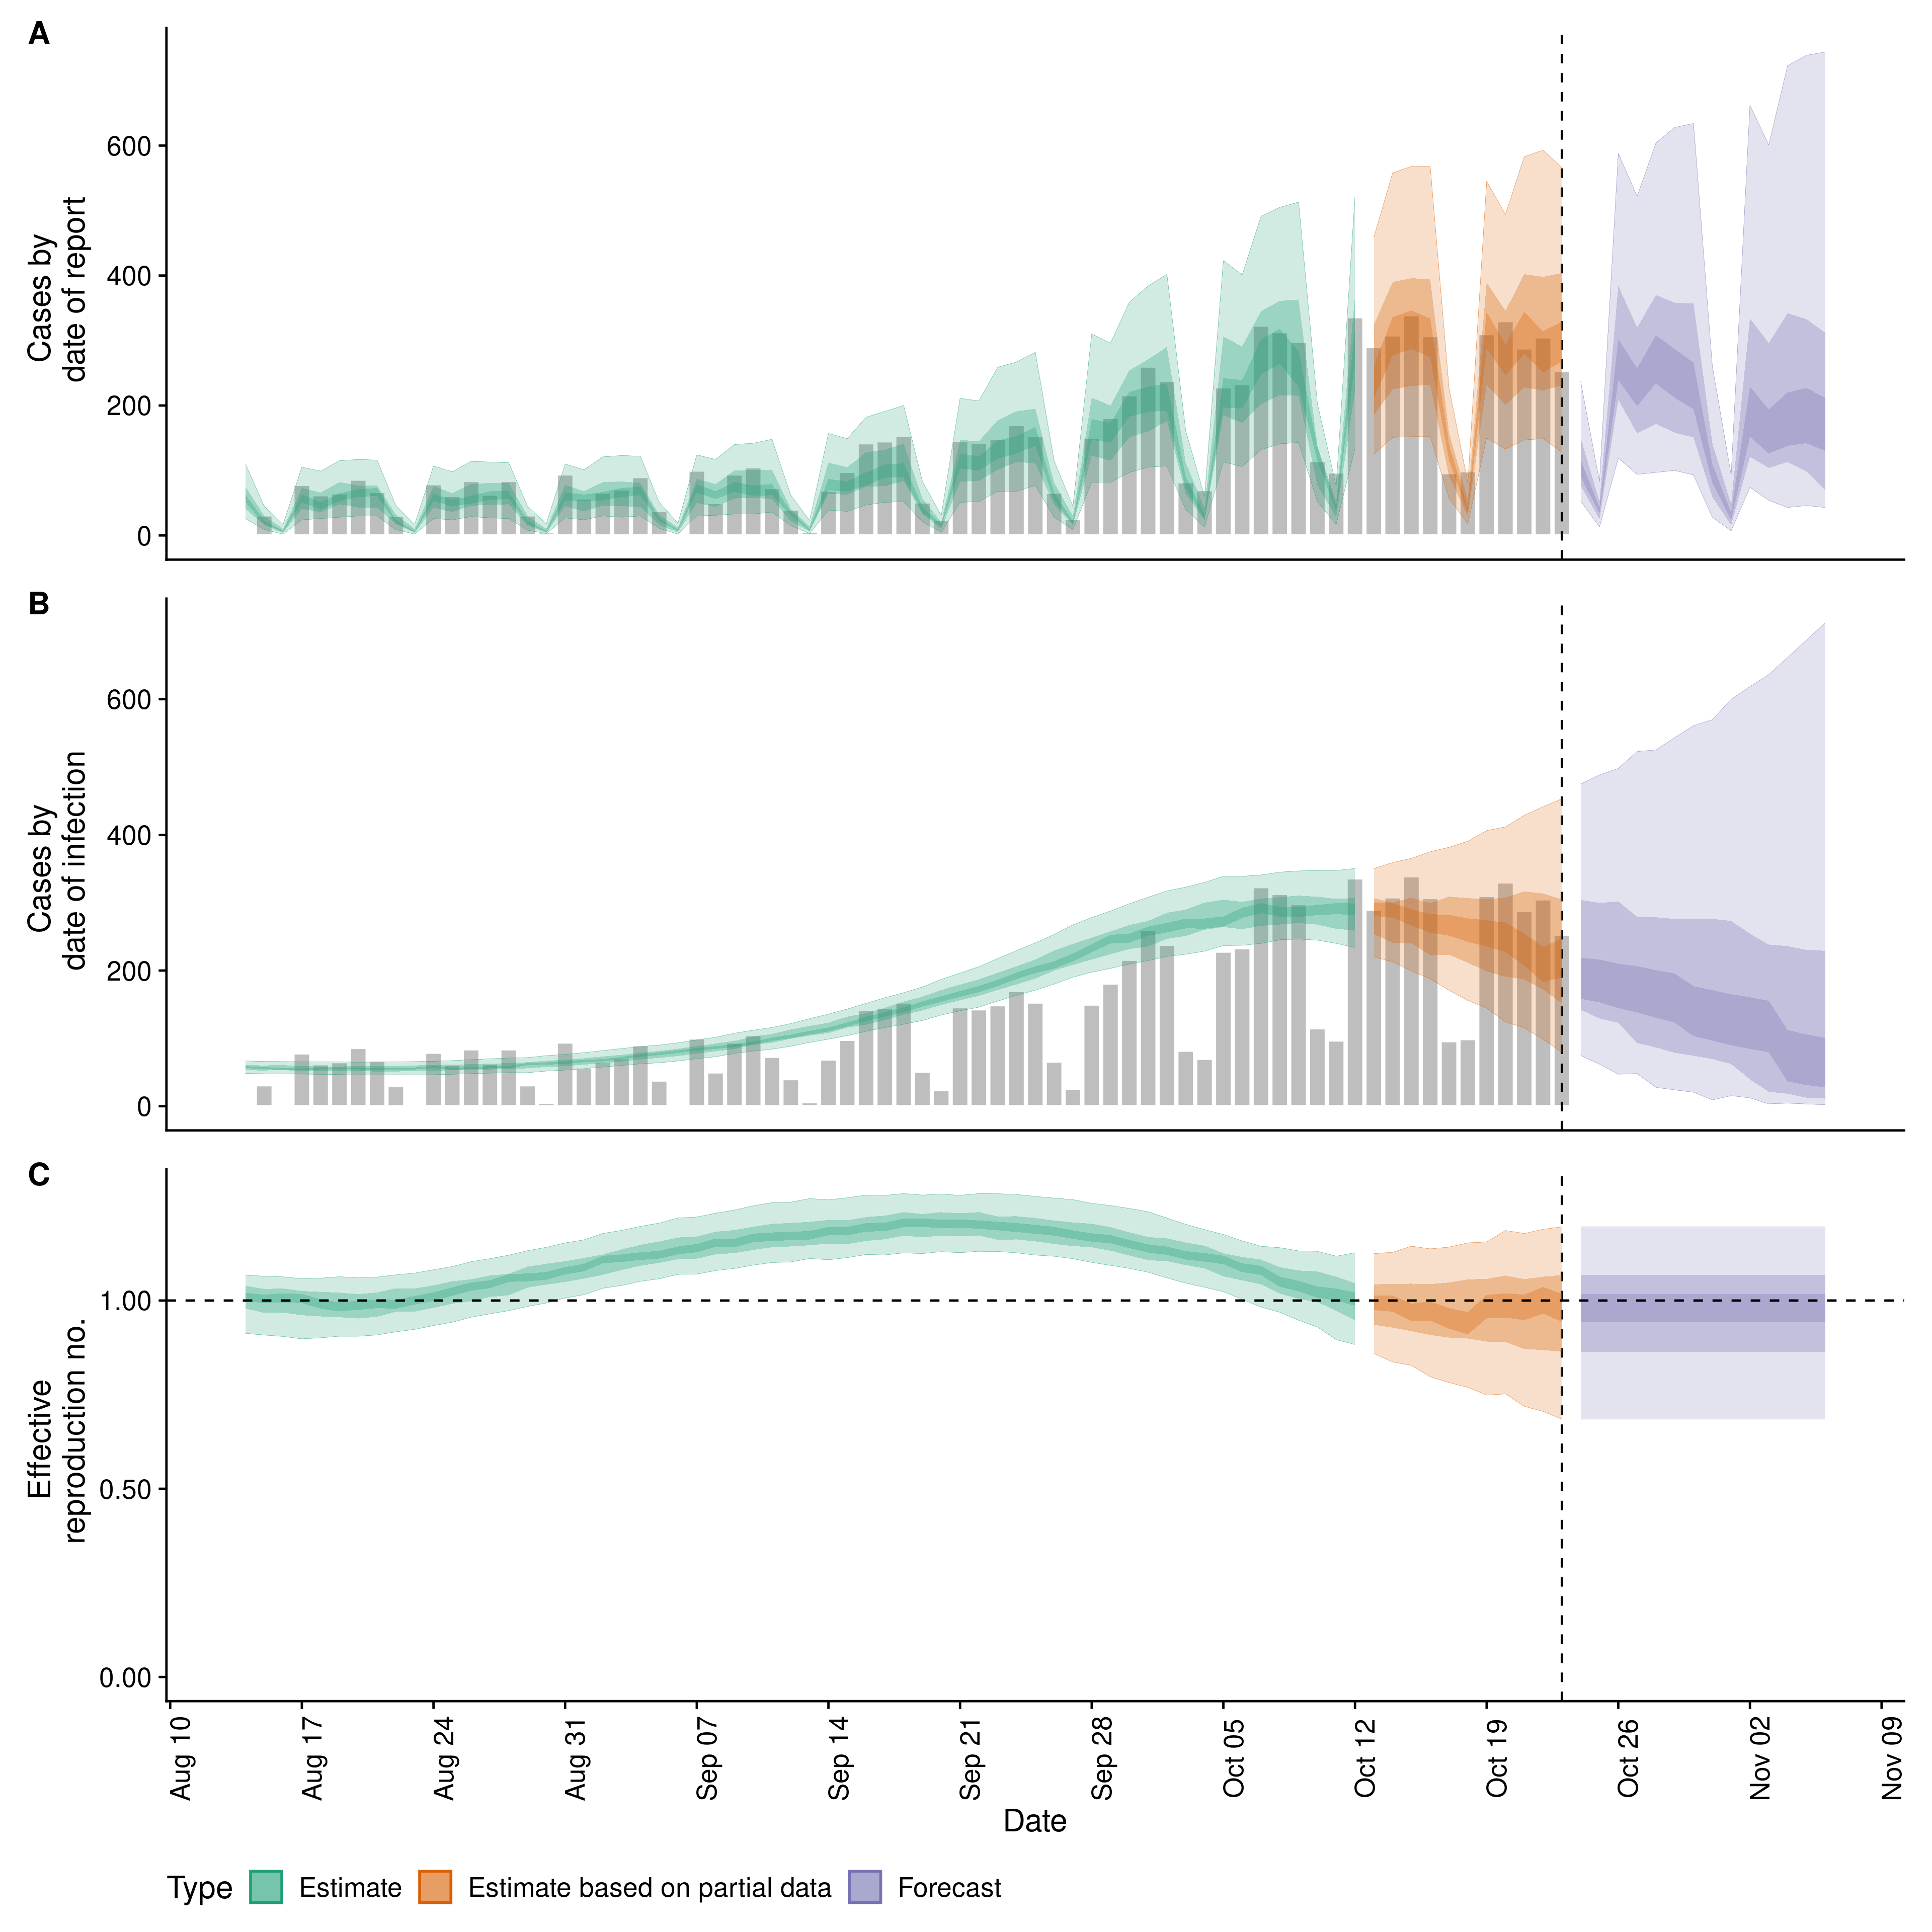 A
Cases by
date of report
600
400
200
0
B
Cases by
date of infection
600
400
200
0
C
Effective
reproduction no.
1.00
0.50
0.00
Aug 10
Aug 17
Aug 24
Aug 31
Sep 07
Sep 14
Sep 21
Sep 28
Oct 05
Oct 12
Oct 19
Oct 26
Nov 02
Nov 09
Date
Type Estimate Estimate based on partial data Forecast